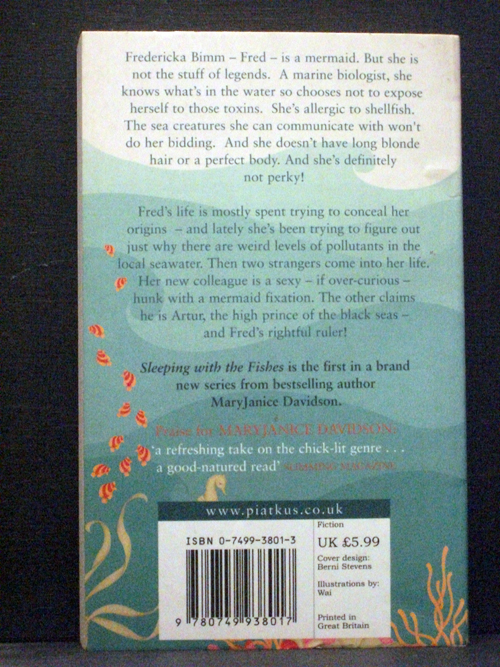 Fredericka Bimm – Fred – is a mermaid. But she is
not the stuff of legends. A marine biologist, she
knows what's in the water so chooses not to expose
herself to those toxins. She's allergic to shellfish.
The sea creatures she can communicate with won't
do her bidding. And she doesn't have long blonde
hair or a perfect body. And she's definitely
not perky!
Fred's life is mostly spent trying to conceal her
origins – and lately she's been trying to figure out
just why there are weird levels of pollutants in the
local seawater. Then two strangers come into her life.
Her new colleague is a sexy – if over-curious –
hunk with a mermaid fixation. The other claims
he is Artur, the high prince of the black seas –
and Fred's rightful ruler!
Sleeping with the Fishes is the first in a brand
new series from bestselling author
MaryJanice Davidson.
Praise for MARYJANICE DAVIDSON:
'a refreshing take on the chick-lit genre . . .
a good-natured read' SLIMMING MAGAZINE
www.piatkus.co.uk
ISBN 0-7499-3801-3
9 780749 938017
Fiction
UK £5.99
Cover design:
Berni Stevens
Illustrations by:
Wai
Printed in
Great Britain